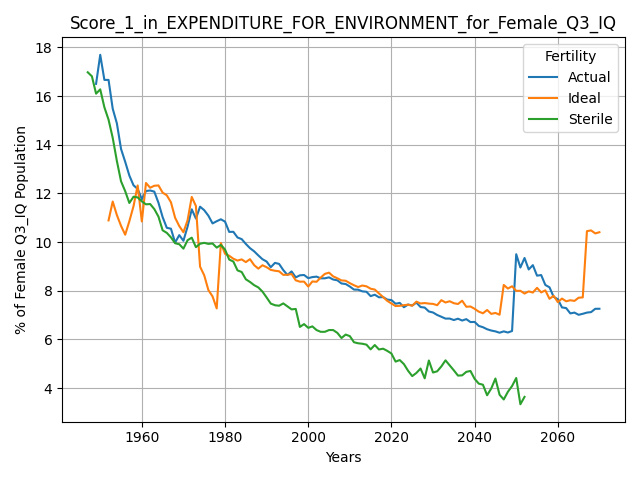 Score_1_in_EXPENDITURE_FOR_ENVIRONMENT_for_Female_Q3_IQ
Fertility
Actual
Ideal
Sterile
% of Female Q3_IQ Population
18
16
14
12
10
8
6
4
1960 1980 2000 2020 2040 2060
Years